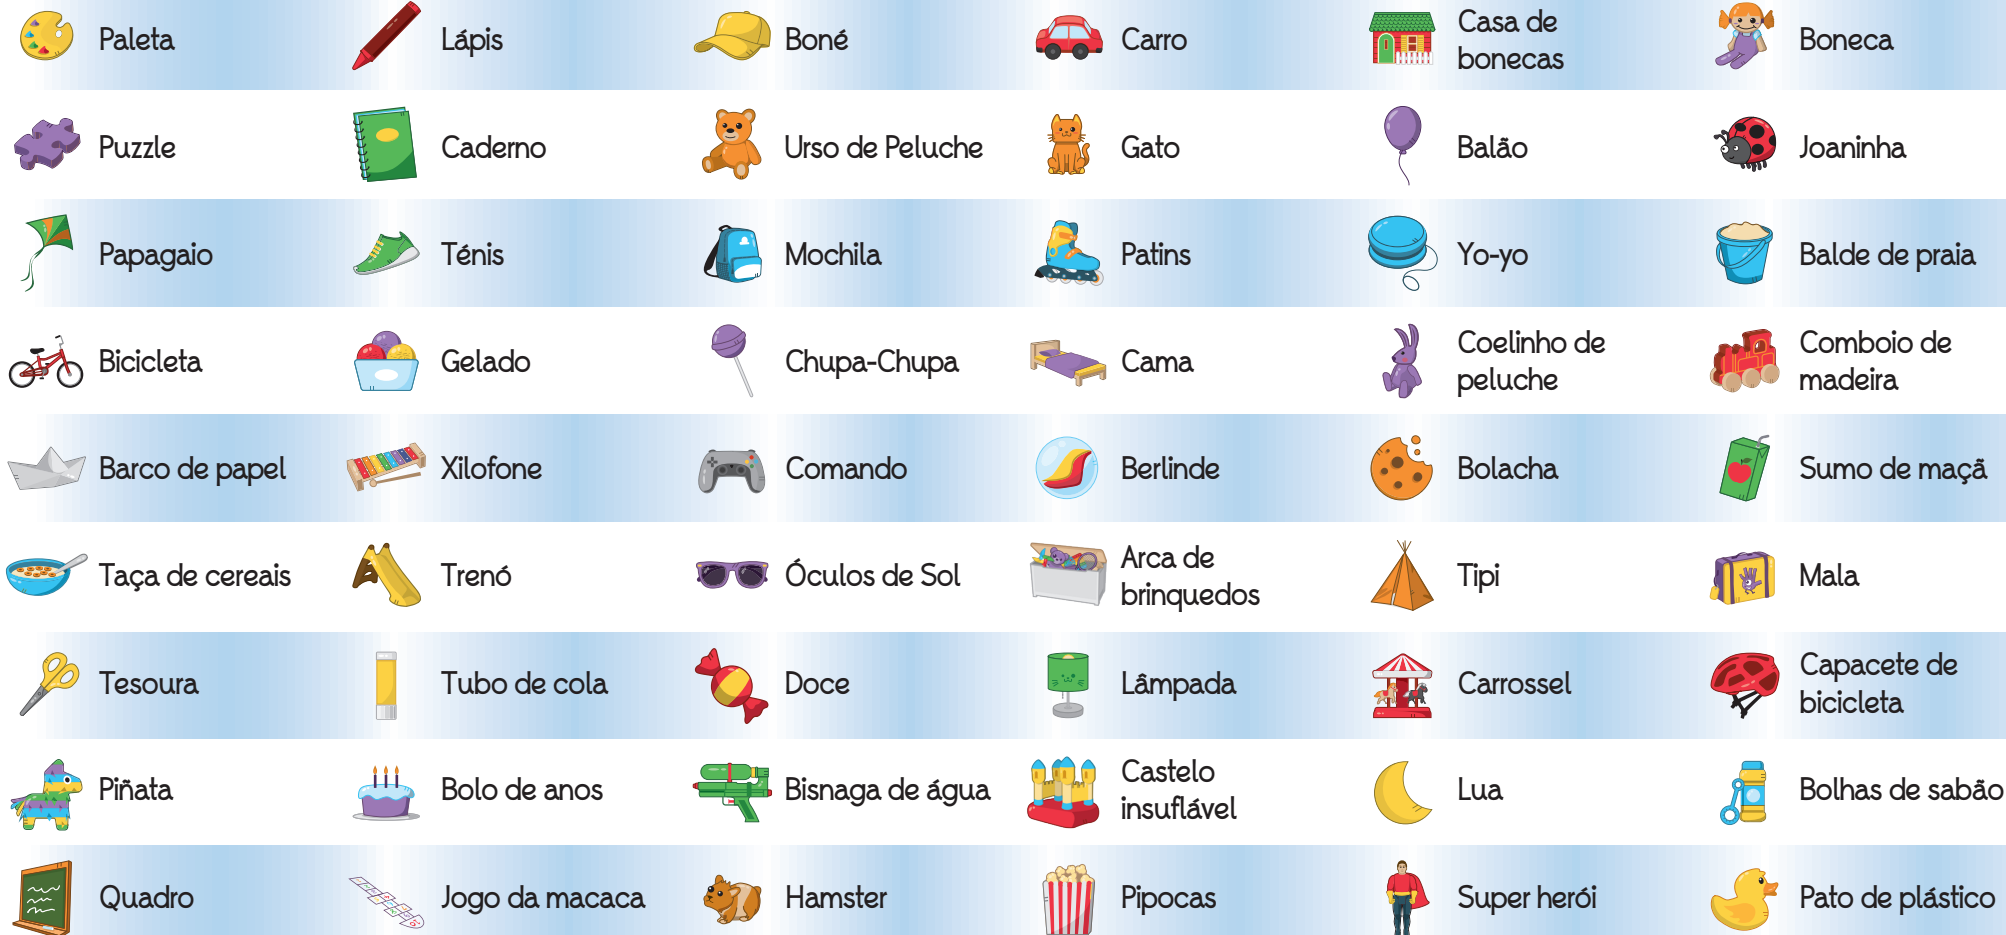 Paleta
Lápis
Boné
Carro
Casa de
bonecas
Boneca
Puzzle
Caderno
Urso de Peluche
Gato
Balão
Joaninha
Papagaio
Ténis
Mochila
Patins
Yo-yo
Balde de praia
Bicicleta
Gelado
Chupa-Chupa
Cama
Coelinho de
peluche
Comboio de
madeira
Barco de papel
Xilofone
Comando
Berlinde
Bolacha
Sumo de maçã
Taça de cereais
Trenó
Óculos de Sol
Arca de
brinquedos
Tipi
Mala
Tesoura
Tubo de cola
Doce
Lâmpada
Carrossel
Capacete de
bicicleta
Piñata
Bolo de anos
Bisnaga de água
Castelo
insuflável
Lua
Bolhas de sabão
Quadro
Jogo da macaca
Hamster
Pipocas
Super herói
Pato de plástico